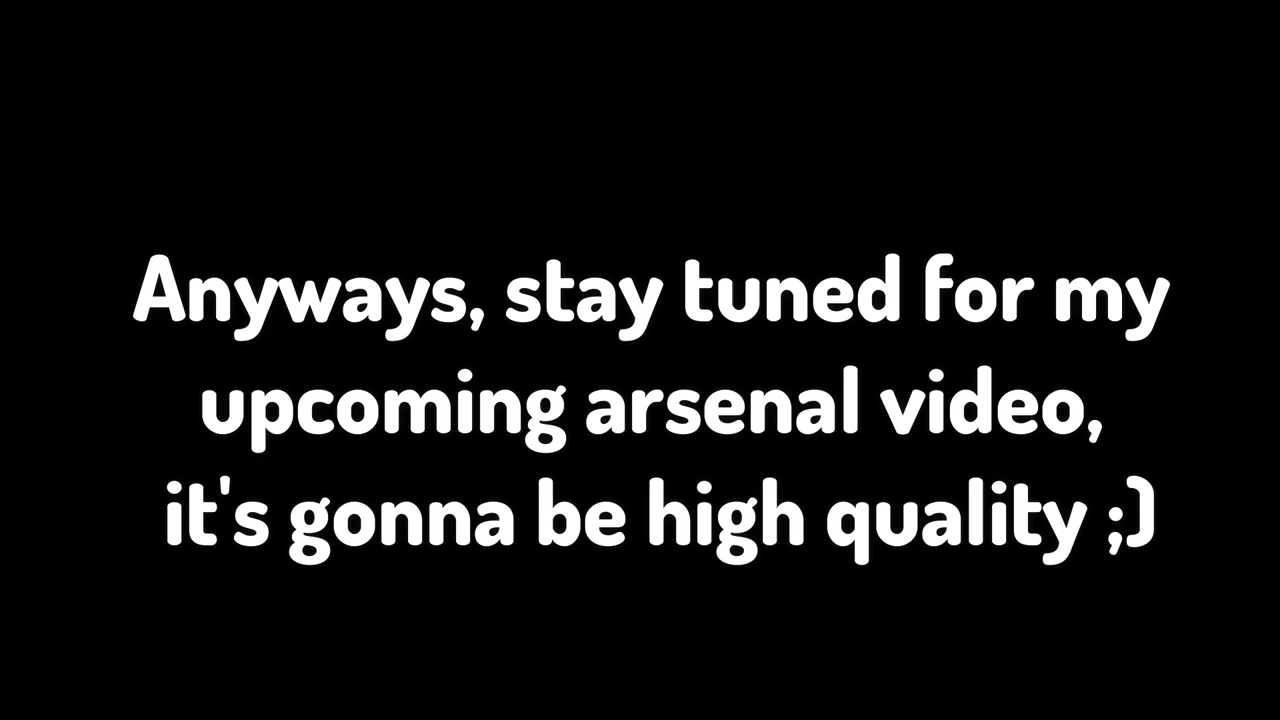 Anyways, stay tuned for my
upcoming arsenal video,
it's gonna be high quality ;)